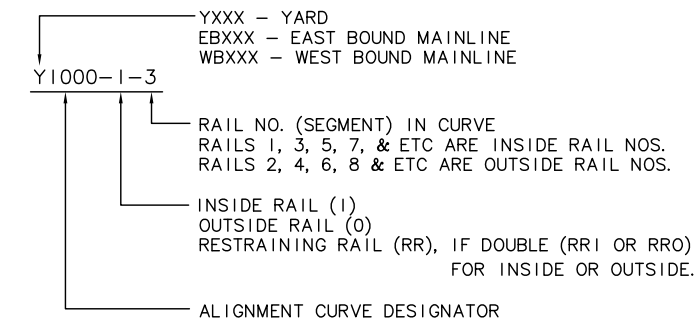 YXXX – YARD
EBXXX – EAST BOUND MAINLINE
WBXXX – WEST BOUND MAINLINE
Y1000-1-3
RAIL NO. (SEGMENT) IN CURVE
RAILS 1, 3, 5, 7, & ETC ARE INSIDE RAIL NOS.
RAILS 2, 4, 6, 8 & ETC ARE OUTSIDE RAIL NOS.
INSIDE RAIL (I)
OUTSIDE RAIL (O)
RESTRAINING RAIL (RR), IF DOUBLE (RRI OR RRO)
FOR INSIDE OR OUTSIDE.
ALIGNMENT CURVE DESIGNATOR